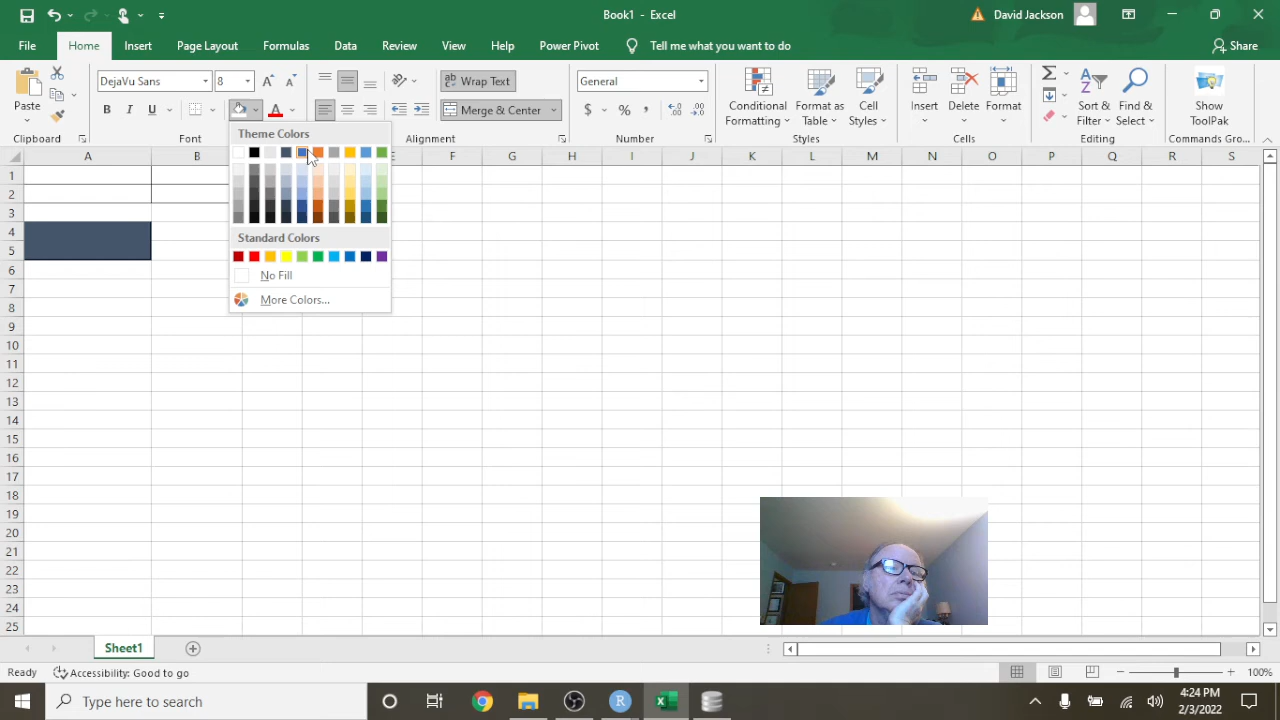 Book1 - Excel
David Jackson
File Home Insert Page Layout Formulas Data Review View Help Power Pivot Tell me what you want to do Share
Paste
DejaVu Sans 8
B I U
Wrap Text
Merge & Center
General
$ % ,
Conditional Formatting
Format as Table
Cell Styles
Insert
Delete
Format
Sort & Filter
Find & Select
Show ToolPak
Clipboard Font Alignment Number Styles Cells Editing Commands Gro...
Theme Colors
Standard Colors
No Fill
More Colors...
A B E F G H I J K L M N O P Q R S
1
2
3
4
5
6
7
8
9
10
11
12
13
14
15
16
17
18
19
20
21
22
23
24
25
Sheet1
Ready Accessibility: Good to go 100%
Type here to search
4:24 PM
2/3/2022